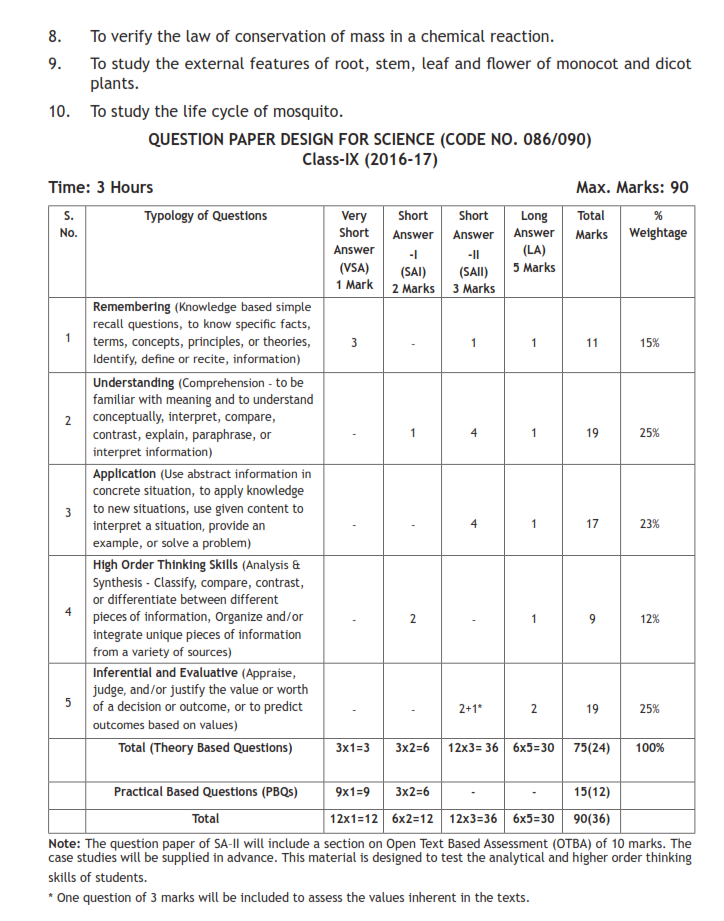 8. To verify the law of conservation of mass in a chemical reaction.
9. To study the external features of root, stem, leaf and flower of monocot and dicot
plants.
10. To study the life cycle of mosquito.
QUESTION PAPER DESIGN FOR SCIENCE (CODE NO. 086/090)
Class-IX (2016-17)
Time: 3 Hours Max. Marks: 90
S. Typology of Questions Very Short Short Long Total %
No. Short Answer Answer Answer Marks Weightage
Answer -I -II (LA)
(VSA) (SAI) (SAII) 5 Marks
1 Mark 2 Marks 3 Marks
Remembering (Knowledge based simple
recall questions, to know specific facts,
1 terms, concepts, principles, or theories, 3 - 1 1 11 15%
Identify, define or recite, information)
Understanding (Comprehension - to be
familiar with meaning and to understand
2 conceptually, interpret, compare,
contrast, explain, paraphrase, or - 1 4 1 19 25%
interpret information)
Application (Use abstract information in
concrete situation, to apply knowledge
3 to new situations, use given content to
interpret a situation, provide an - - 4 1 17 23%
example, or solve a problem)
High Order Thinking Skills (Analysis &
Synthesis - Classify, compare, contrast,
or differentiate between different
4 pieces of information, Organize and/or - 2 - 1 9 12%
integrate unique pieces of information
from a variety of sources)
Inferential and Evaluative (Appraise,
judge, and/or justify the value or worth
5 of a decision or outcome, or to predict - - 2+1* 2 19 25%
outcomes based on values)
Total (Theory Based Questions) 3x1=3 3x2=6 12x3= 36 6x5=30 75(24) 100%
Practical Based Questions (PBQs) 9x1=9 3x2=6 - - 15(12)
Total 12x1=12 6x2=12 12x3=36 6x5=30 90(36)
Note: The question paper of SA-II will include a section on Open Text Based Assessment (OTBA) of 10 marks. The
case studies will be supplied in advance. This material is designed to test the analytical and higher order thinking
skills of students.
* One question of 3 marks will be included to assess the values inherent in the texts.